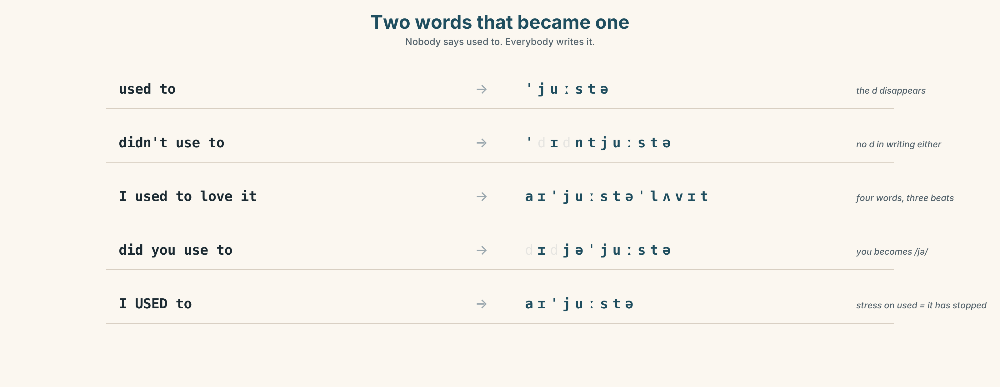 Two words that became one
Nobody says used to. Everybody writes it.
used to → ˈjuːstə the d disappears
didn't use to → ˈdɪdntjuːstə no d in writing either
I used to love it → aɪˈjuːstəˈlʌvɪt four words, three beats
did you use to → dɪdjəˈjuːstə you becomes /jə/
I USED to → aɪˈjuːstə stress on used = it has stopped